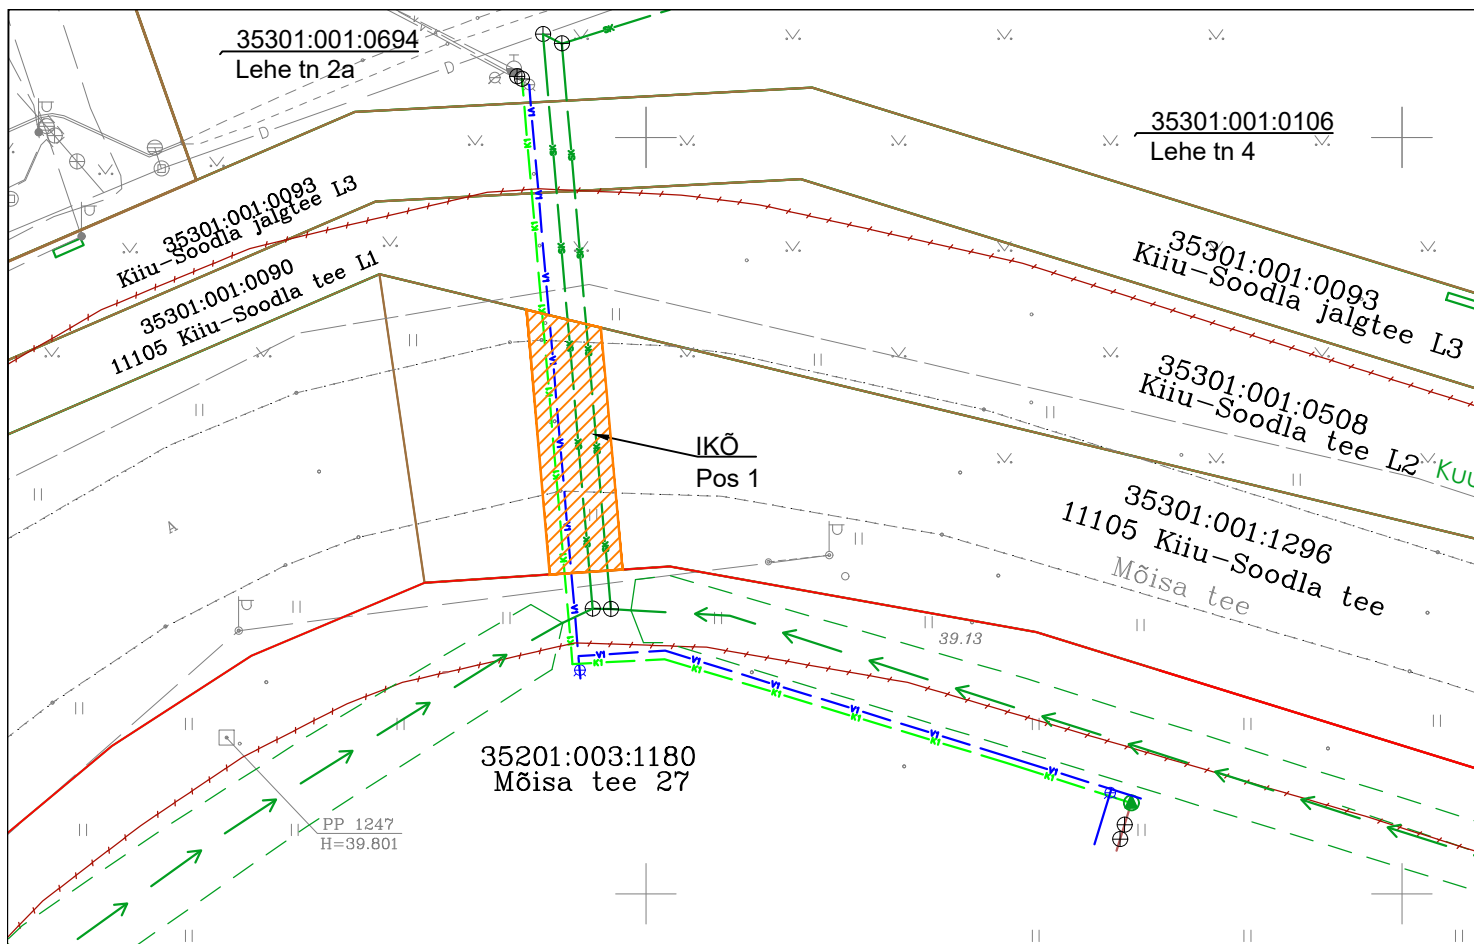 35301:001:0694
Lehe tn 2a
35301:001:0106
Lehe tn 4
35301:001:0093
Kiiu-Soodla jalgtee L3
35301:001:0090
11105 Kiiu-Soodla tee L1
35301:001:0093
Kiiu-Soodla jalgtee L3
35301:001:0508
Kiiu-Soodla tee L2
Kuu
IKÕ
Pos 1
35301:001:1296
11105 Kiiu-Soodla tee
Mõisa tee
39.13
35201:003:1180
Mõisa tee 27
PP 1247
H=39.801